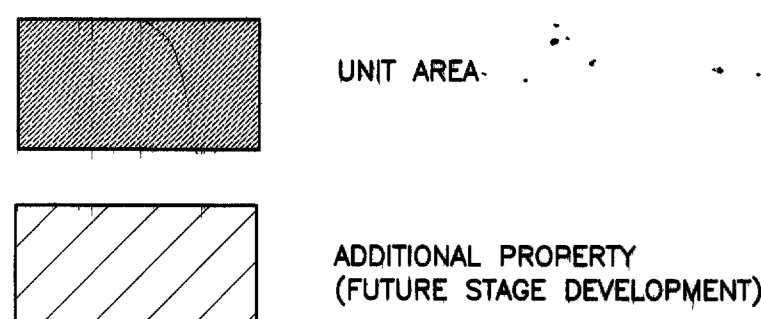 UNIT AREA
ADDITIONAL PROPERTY
(FUTURE STAGE DEVELOPMENT)